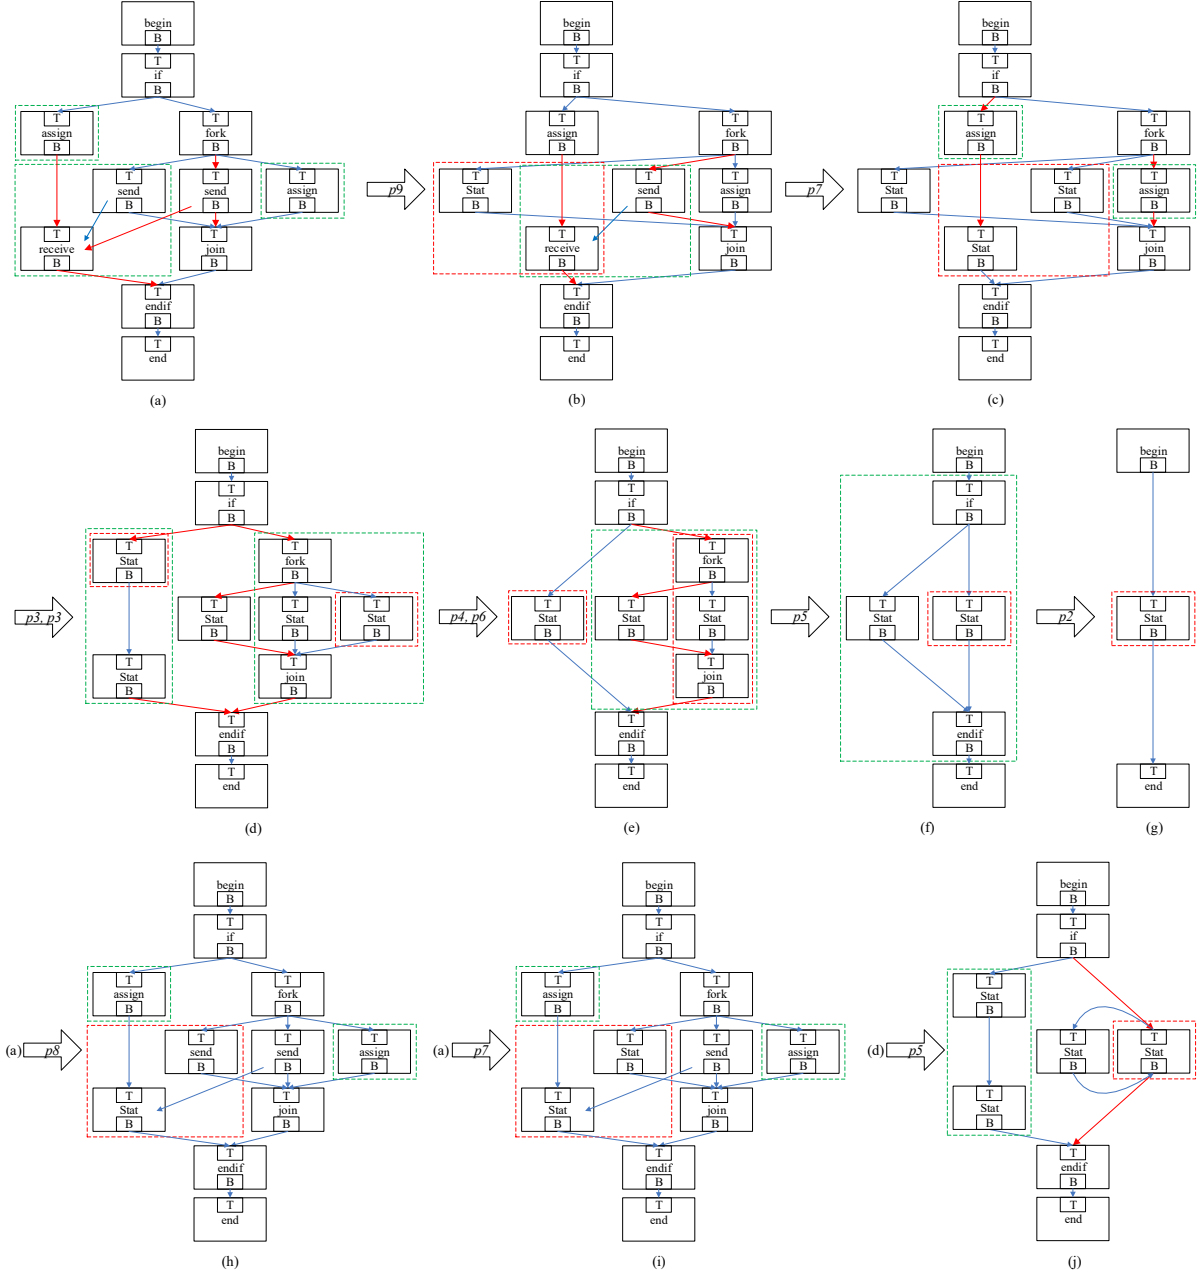 begin
B
T
if
B
T T
assign fork
B B
T T T
send send assign
B B B
T T
receive join
B B
T
endif
B
T
end
(a)
p9
begin
B
T
if
B
T T
assign fork
B B
T T T
Stat send assign
B B B
T T
receive join
B B
T
endif
B
T
end
(b)
p7
begin
B
T
if
B
T T
assign fork
B B
T T T
Stat Stat assign
B B B
T T
Stat join
B B
T
endif
B
T
end
(c)
p3, p3
begin
B
T
if
B
T T
Stat fork
B B
T T T
Stat Stat Stat
B B B
T T
Stat join
B B
T
endif
B
T
end
(d)
p4, p6
begin
B
T
if
B
T
fork
B
T T T
Stat Stat Stat
B B B
T
join
B
T
endif
B
T
end
(e)
p5
begin
B
T
if
B
T T
Stat Stat
B B
T
endif
B
T
end
(f)
p2
begin
B
T
Stat
B
T
end
(g)
(a) p8
begin
B
T
if
B
T T
assign fork
B B
T T T
send send assign
B B B
T T
Stat join
B B
T
endif
B
T
end
(h)
(a) p7
begin
B
T
if
B
T T
assign fork
B B
T T T
Stat send assign
B B B
T T
Stat join
B B
T
endif
B
T
end
(i)
(d) p5
begin
B
T
if
B
T
Stat
B
T T
Stat Stat
B B
T
Stat
B
T
endif
B
T
end
(j)